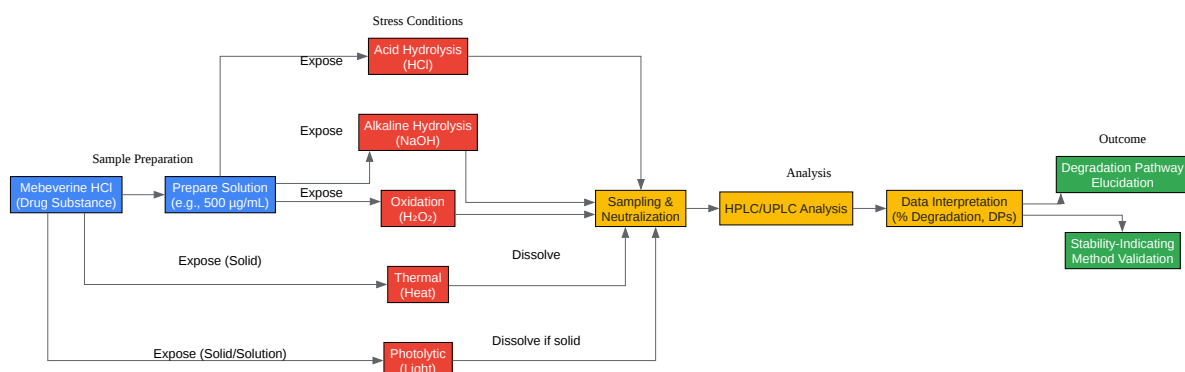 Stress Conditions
Acid Hydrolysis
(HCl)
Expose
Alkaline Hydrolysis
(NaOH)
Expose
Sample Preparation
Mebeverine HCl
(Drug Substance)
Prepare Solution
(e.g., 500 µg/mL)
Expose
Oxidation
(H₂O₂)
Expose (Solid)
Thermal
(Heat)
Dissolve
Expose (Solid/Solution)
Photolytic
(Light)
Dissolve if solid
Sampling &
Neutralization
Analysis
HPLC/UPLC Analysis
Data Interpretation
(% Degradation, DPs)
Outcome
Degradation Pathway
Elucidation
Stability-Indicating
Method Validation